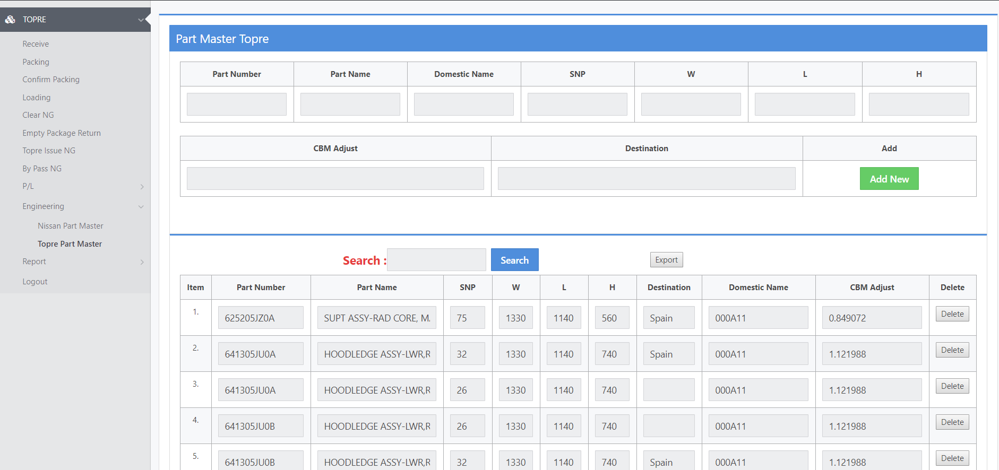 TOPRE
Receive
Packing
Confirm Packing
Loading
Clear NG
Empty Package Return
Topre Issue NG
By Pass NG
P/L
Engineering
Nissan Part Master
Topre Part Master
Report
Logout
Part Master Topre
Part Number Part Name Domestic Name SNP W L H
CBM Adjust Destination Add
Add New
Search : Search Export
Item Part Number Part Name SNP W L H Destination Domestic Name CBM Adjust Delete
1. 625205JZ0A SUPT ASSY-RAD CORE, 75 1330 1140 560 Spain 000A11 0.849072 Delete
2. 641305JU0A HOODLEDGE ASSY-LWR,R 32 1330 1140 740 Spain 000A11 1.121988 Delete
3. 641305JU0A HOODLEDGE ASSY-LWR,R 26 1330 1140 740 000A11 1.121988 Delete
4. 641305JU0B HOODLEDGE ASSY-LWR,R 26 1330 1140 740 000A11 1.121988 Delete
5. 641305JU0B HOODLEDGE ASSY-LWR,R 32 1330 1140 740 Spain 000A11 1.121988 Delete